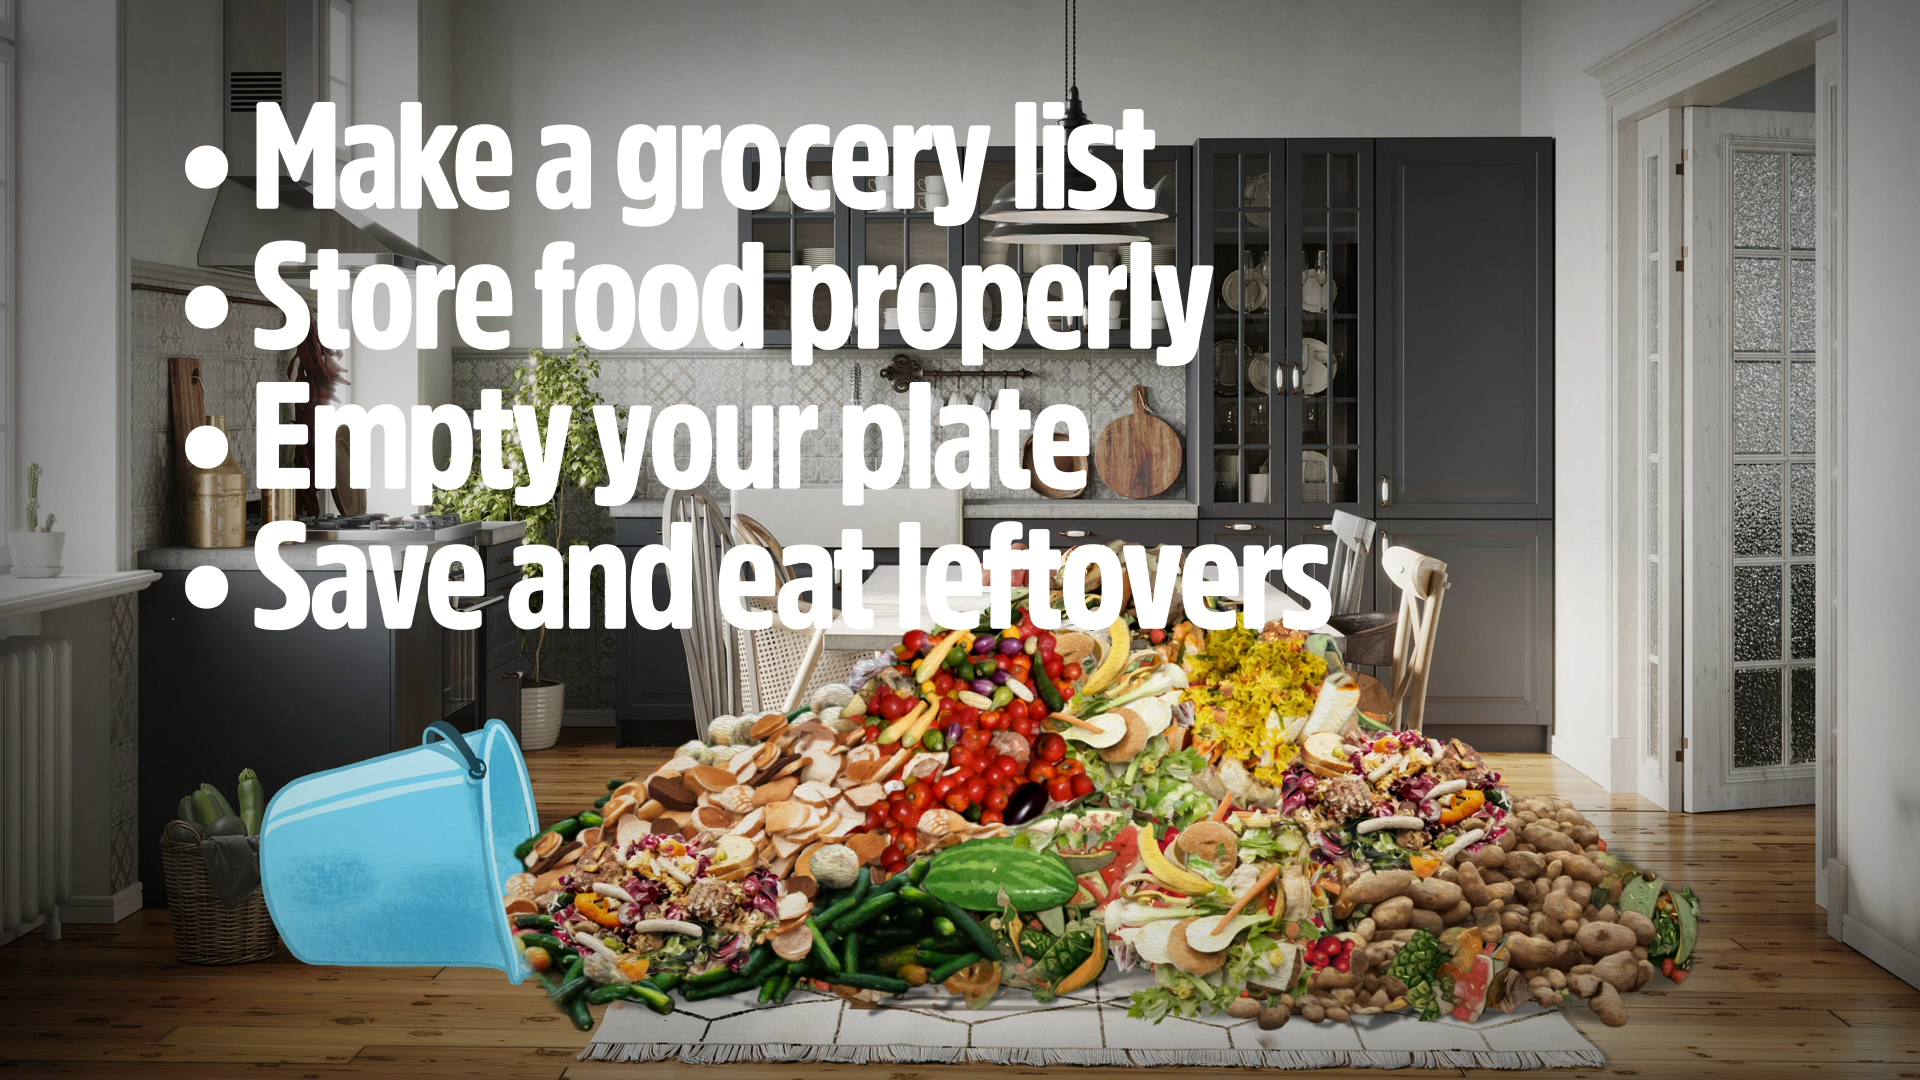 • Make a grocery list
• Store food properly
• Empty your plate
• Save and eat leftovers